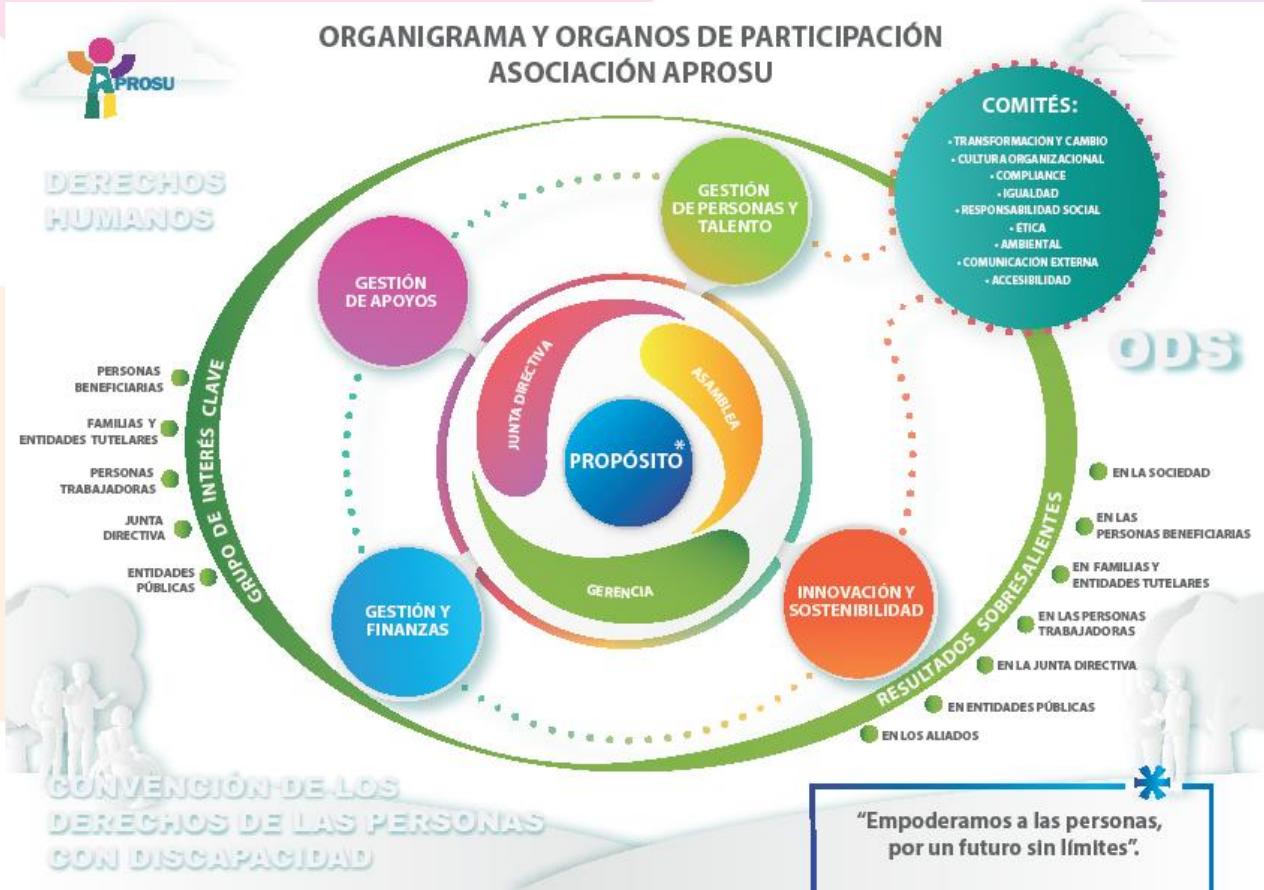 ORGANIGRAMA Y ORGANOS DE PARTICIPACIÓN
ASOCIACIÓN APROSU
APROSU
DERECHOS
HUMANOS
COMITÉS:
• TRANSFORMACIÓN Y CAMBIO
• CULTURA ORGANIZACIONAL
• COMPLIANCE
• IGUALDAD
• RESPONSABILIDAD SOCIAL
• ÉTICA
• AMBIENTAL
• COMUNICACIÓN EXTERNA
• ACCESIBILIDAD
GESTIÓN
DE PERSONAS Y
TALENTO
GESTIÓN
DE APOYOS
JUNTA DIRECTIVA
ASAMBLEA
PROPÓSITO*
GERENCIA
GESTIÓN Y
FINANZAS
INNOVACIÓN Y
SOSTENIBILIDAD
ODS
GRUPO DE INTERÉS CLAVE
PERSONAS
BENEFICIARIAS
FAMILIAS Y
ENTIDADES TUTELARES
PERSONAS
TRABAJADORAS
JUNTA
DIRECTIVA
ENTIDADES
PÚBLICAS
RESULTADOS SOBRESALIENTES
EN LA SOCIEDAD
EN LAS
PERSONAS BENEFICIARIAS
EN FAMILIAS Y
ENTIDADES TUTELARES
EN LAS PERSONAS
TRABAJADORAS
EN LA JUNTA DIRECTIVA
EN ENTIDADES PÚBLICAS
EN LOS ALIADOS
CONVENCIÓN DE LOS
DERECHOS DE LAS PERSONAS
CON DISCAPACIDAD
*
“Empoderamos a las personas,
por un futuro sin límites”.